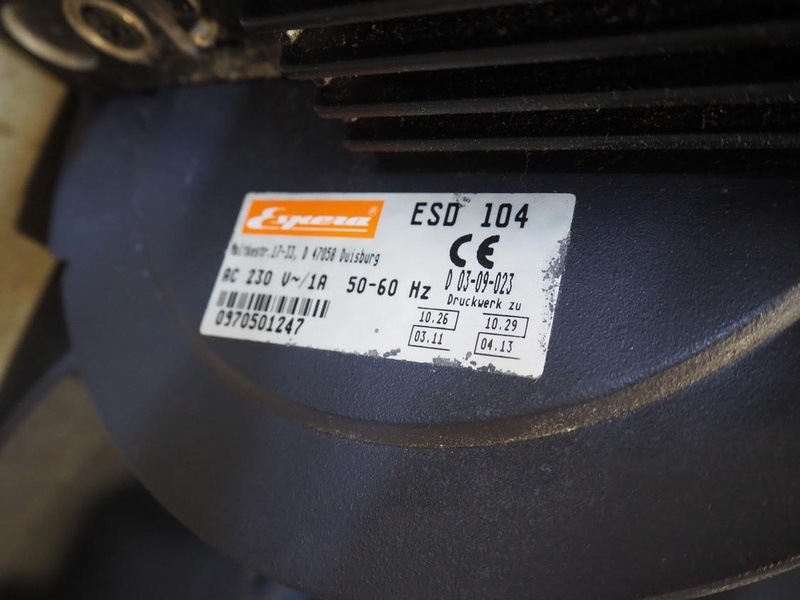 Espera® ESD 104
Moltkestr.17-33, D 47058 Duisburg
CE
AC 230 V~/1A 50-60 Hz
D 03-09-023
Druckwerk zu
10.26 10.29
03.11 04.13
0970501247